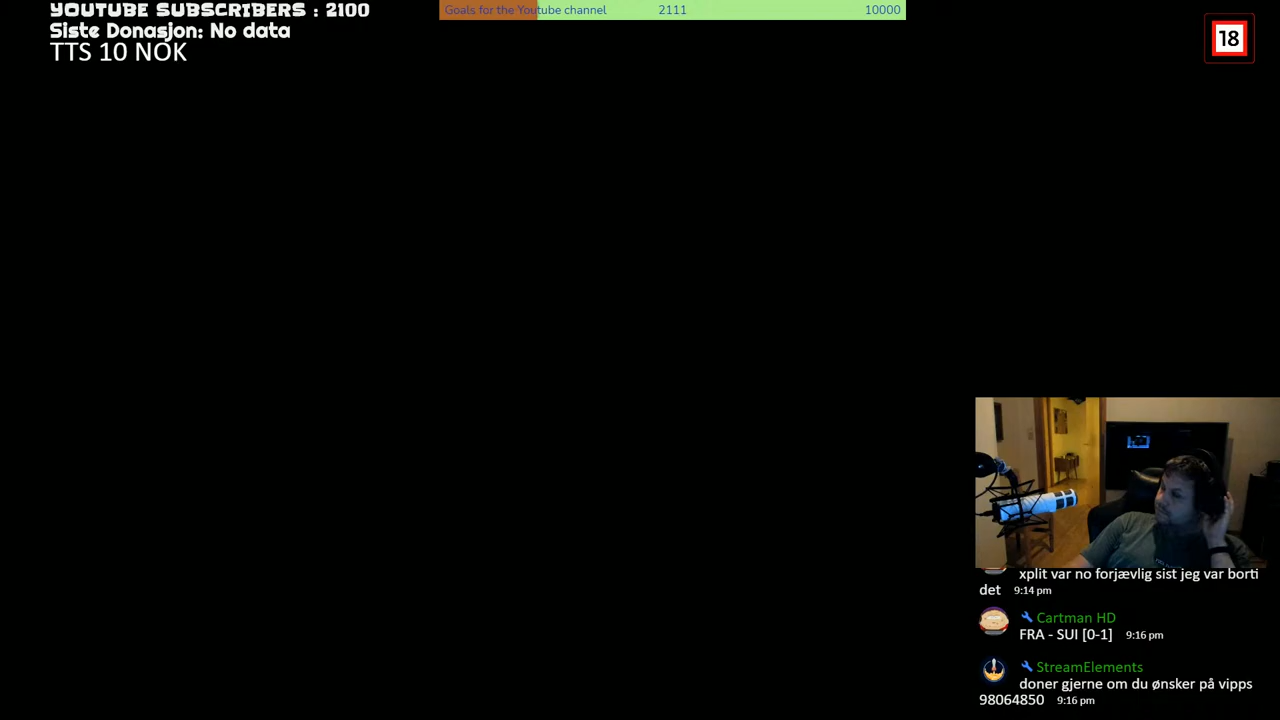 YOUTUBE SUBSCRIBERS : 2100
Siste Donasjon: No data
TTS 10 NOK
Goals for the Youtube channel 2111 10000
18
xplit var no forjævlig sist jeg var borti
det 9:14 pm
Cartman HD
FRA - SUI [0-1] 9:16 pm
StreamElements
doner gjerne om du ønsker på vipps
98064850 9:16 pm